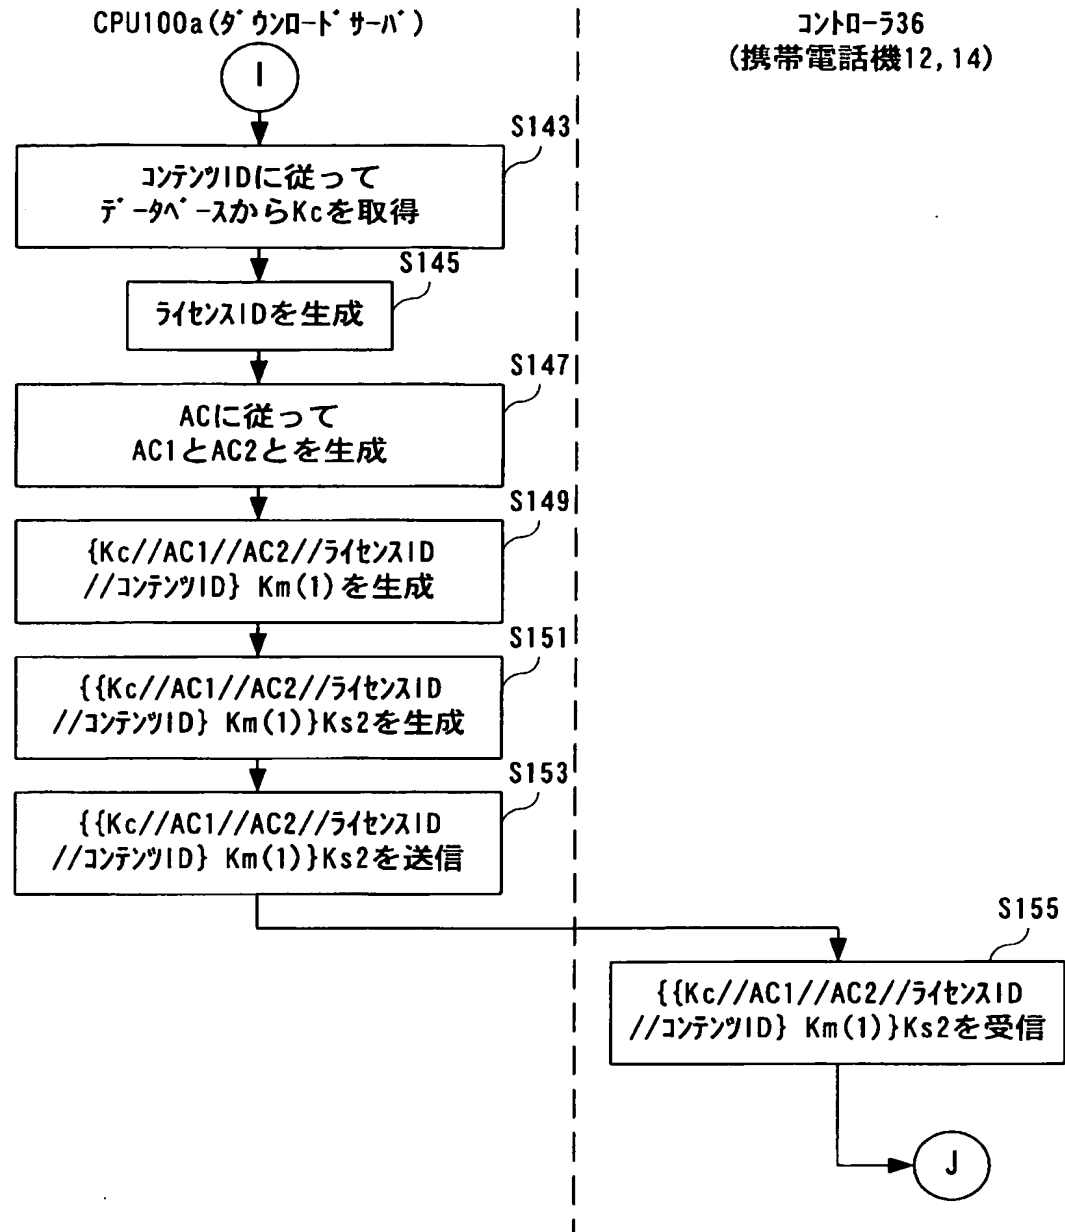 CPU100a(ﾀﾞｳﾝﾛｰﾄﾞｻｰﾊﾞ)
ｺﾝﾄﾛｰﾗ36
(携帯電話機12,14)
I
S143
ｺﾝﾃﾝﾂIDに従って
ﾃﾞｰﾀﾍﾞｰｽからKcを取得
S145
ﾗｲｾﾝｽIDを生成
S147
ACに従って
AC1とAC2とを生成
S149
{Kc//AC1//AC2//ﾗｲｾﾝｽID
//ｺﾝﾃﾝﾂID} Km(1)を生成
S151
{{Kc//AC1//AC2//ﾗｲｾﾝｽID
//ｺﾝﾃﾝﾂID} Km(1)}Ks2を生成
S153
{{Kc//AC1//AC2//ﾗｲｾﾝｽID
//ｺﾝﾃﾝﾂID} Km(1)}Ks2を送信
S155
{{Kc//AC1//AC2//ﾗｲｾﾝｽID
//ｺﾝﾃﾝﾂID} Km(1)}Ks2を受信
J